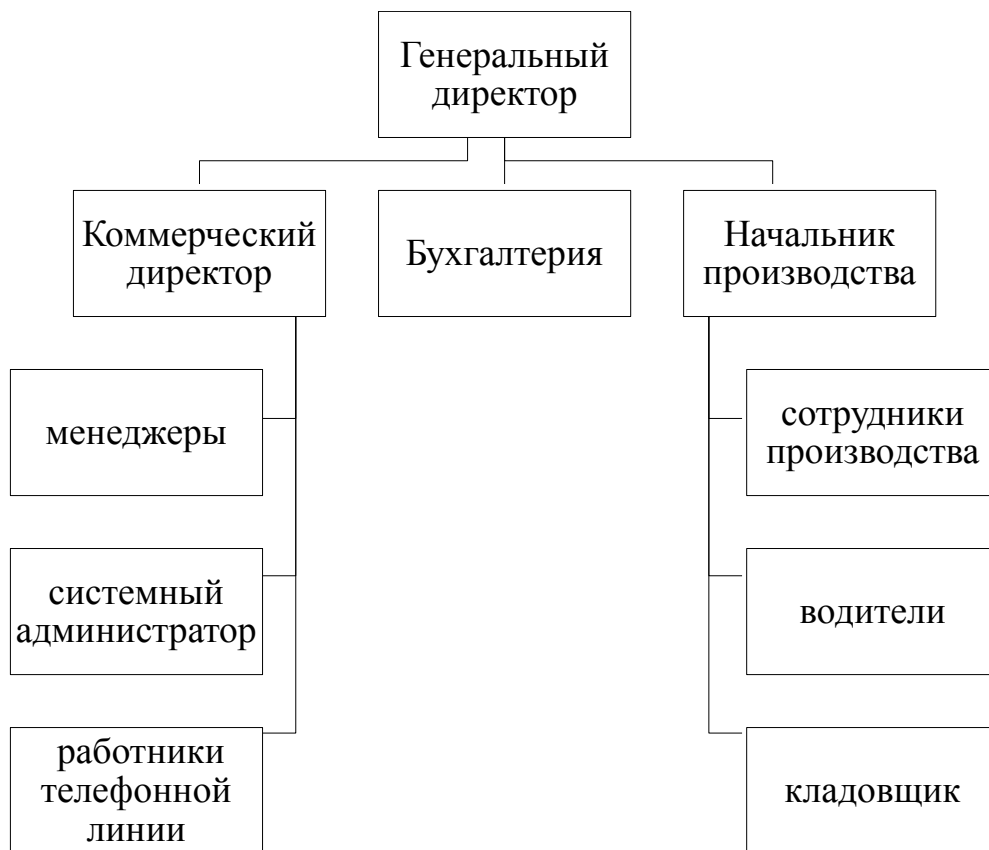 Генеральный
директор
Коммерческий
директор
Бухгалтерия
Начальник
производства
менеджеры
сотрудники
производства
системный
администратор
водители
работники
телефонной
линии
кладовщик